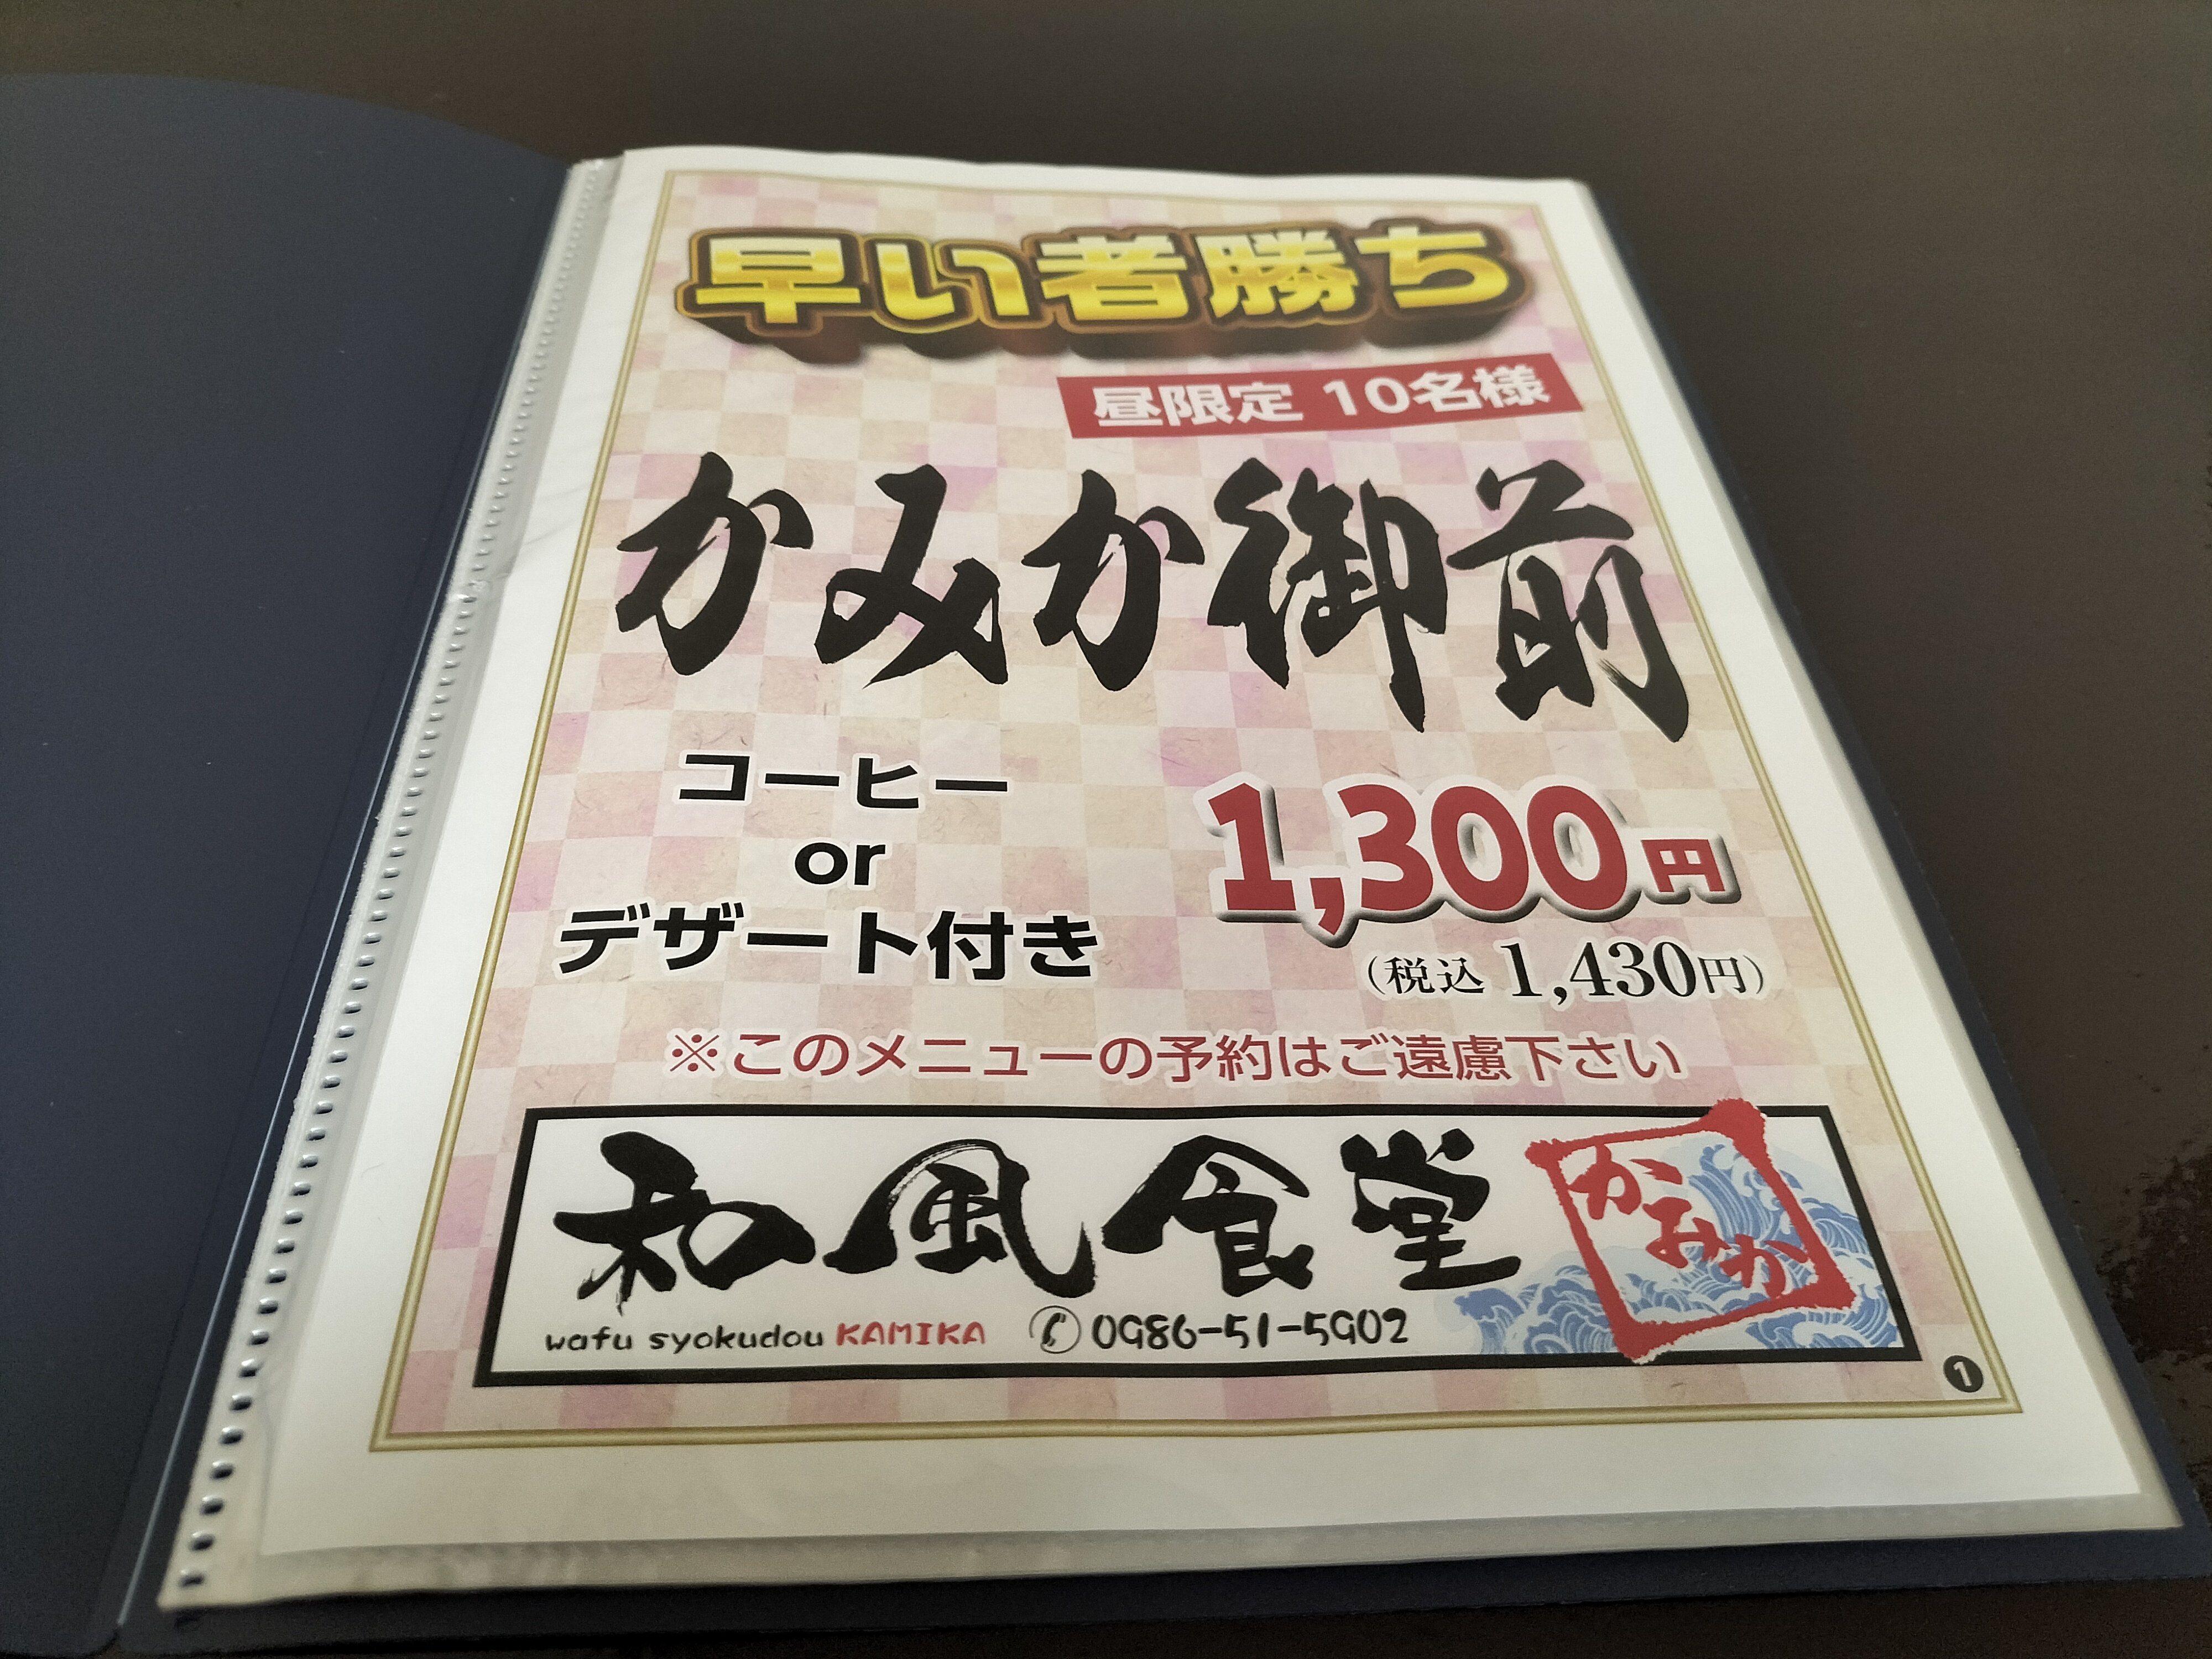 早い者勝ち
昼限定 10名様
かみか御前
コーヒー
or
デザート付き
1,300円
(税込 1,430円)
※このメニューの予約はご遠慮下さい
和風食堂
かみか
wafu syokudou KAMIKA 0986-51-5902
1